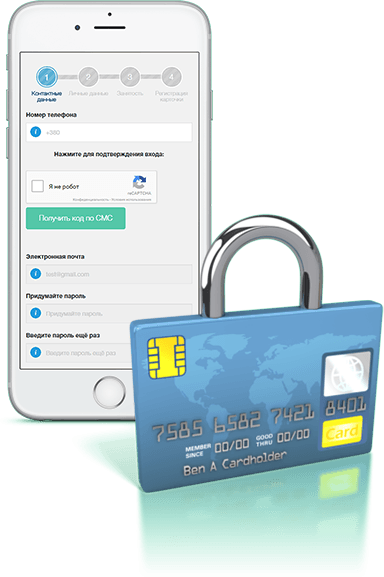 1 2 3 4
Контактные данные
Личные данные
Занятость
Регистрация карточки
Номер телефона
+380
Нажмите для подтверждения входа:
Я не робот
reCAPTCHA
Конфиденциальность - Условия использования
Получить код по СМС
Электронная почта
test@gmail.com
Придумайте пароль
Придумайте пароль
Введите пароль ещё раз
Введите пароль ещё раз
7585 6582 7421 8401
MEMBER SINCE 00/00 GOOD THRU 00/00
Card
Ben A Cardholder